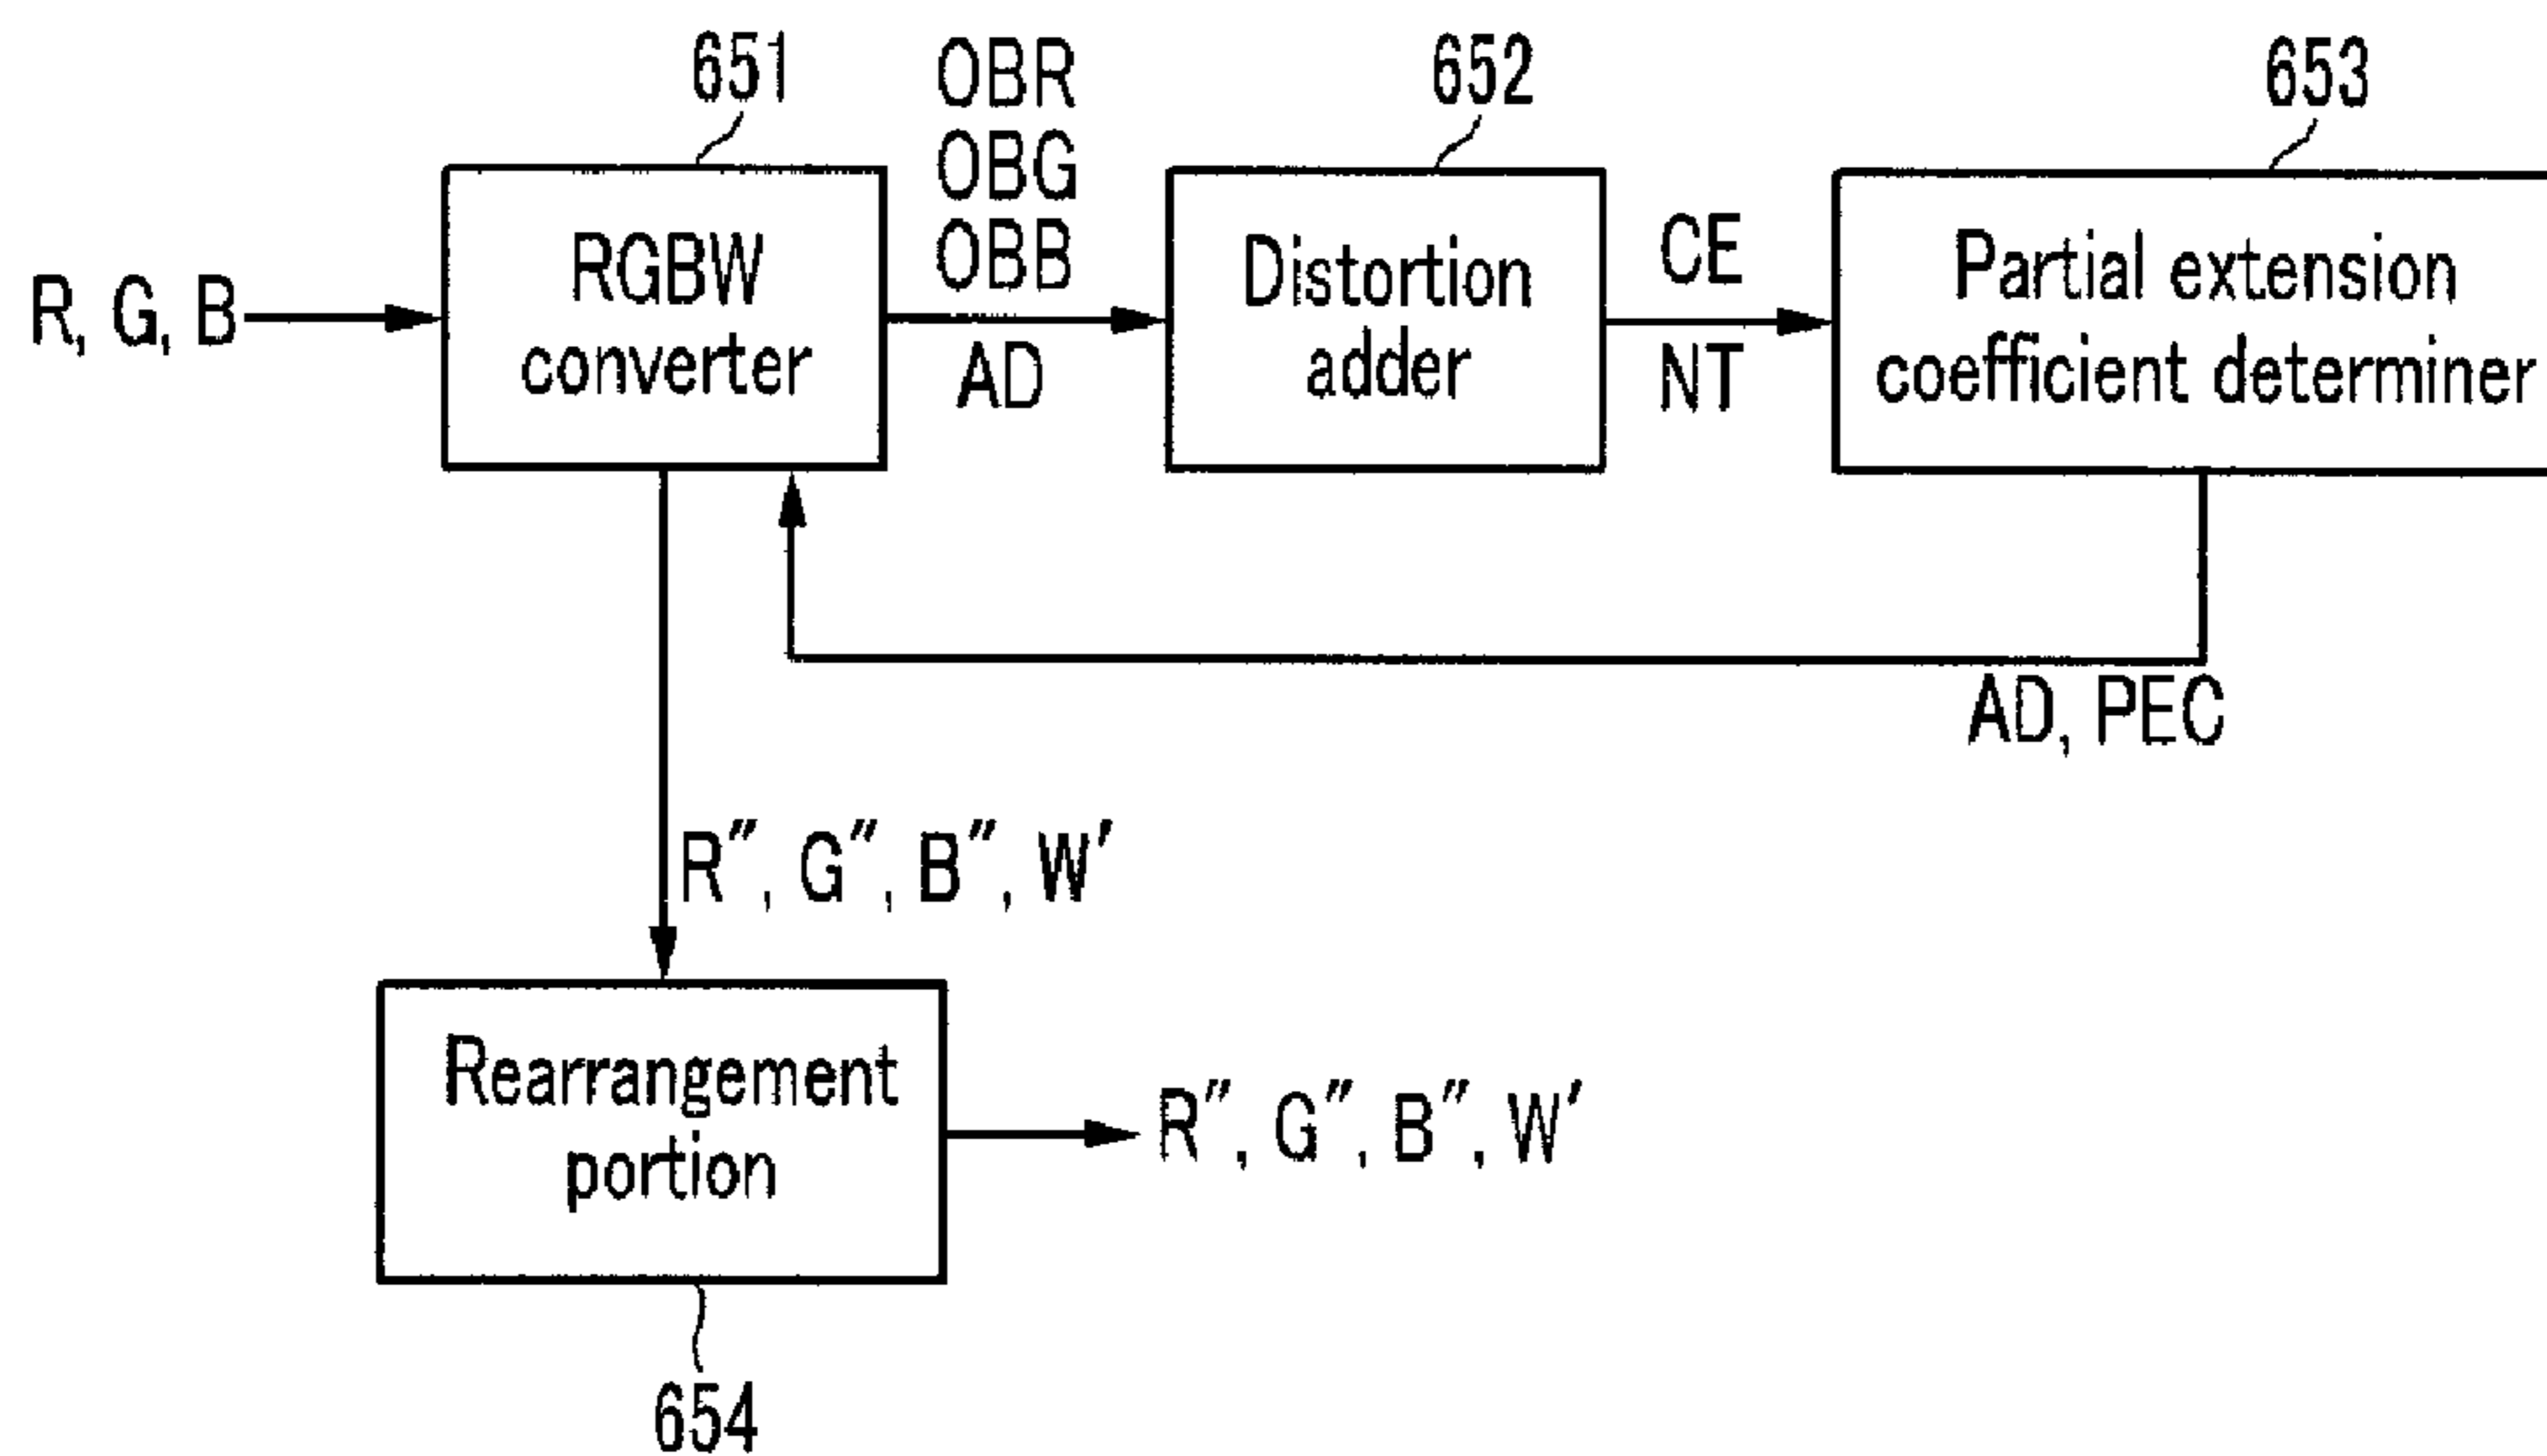 651
OBR
OBG
OBB
AD
652
653
R, G, B
RGBW
converter
Distortion
adder
CE
NT
Partial extension
coefficient determiner
AD, PEC
R″, G″, B″, W′
Rearrangement
portion
R″, G″, B″, W′
654